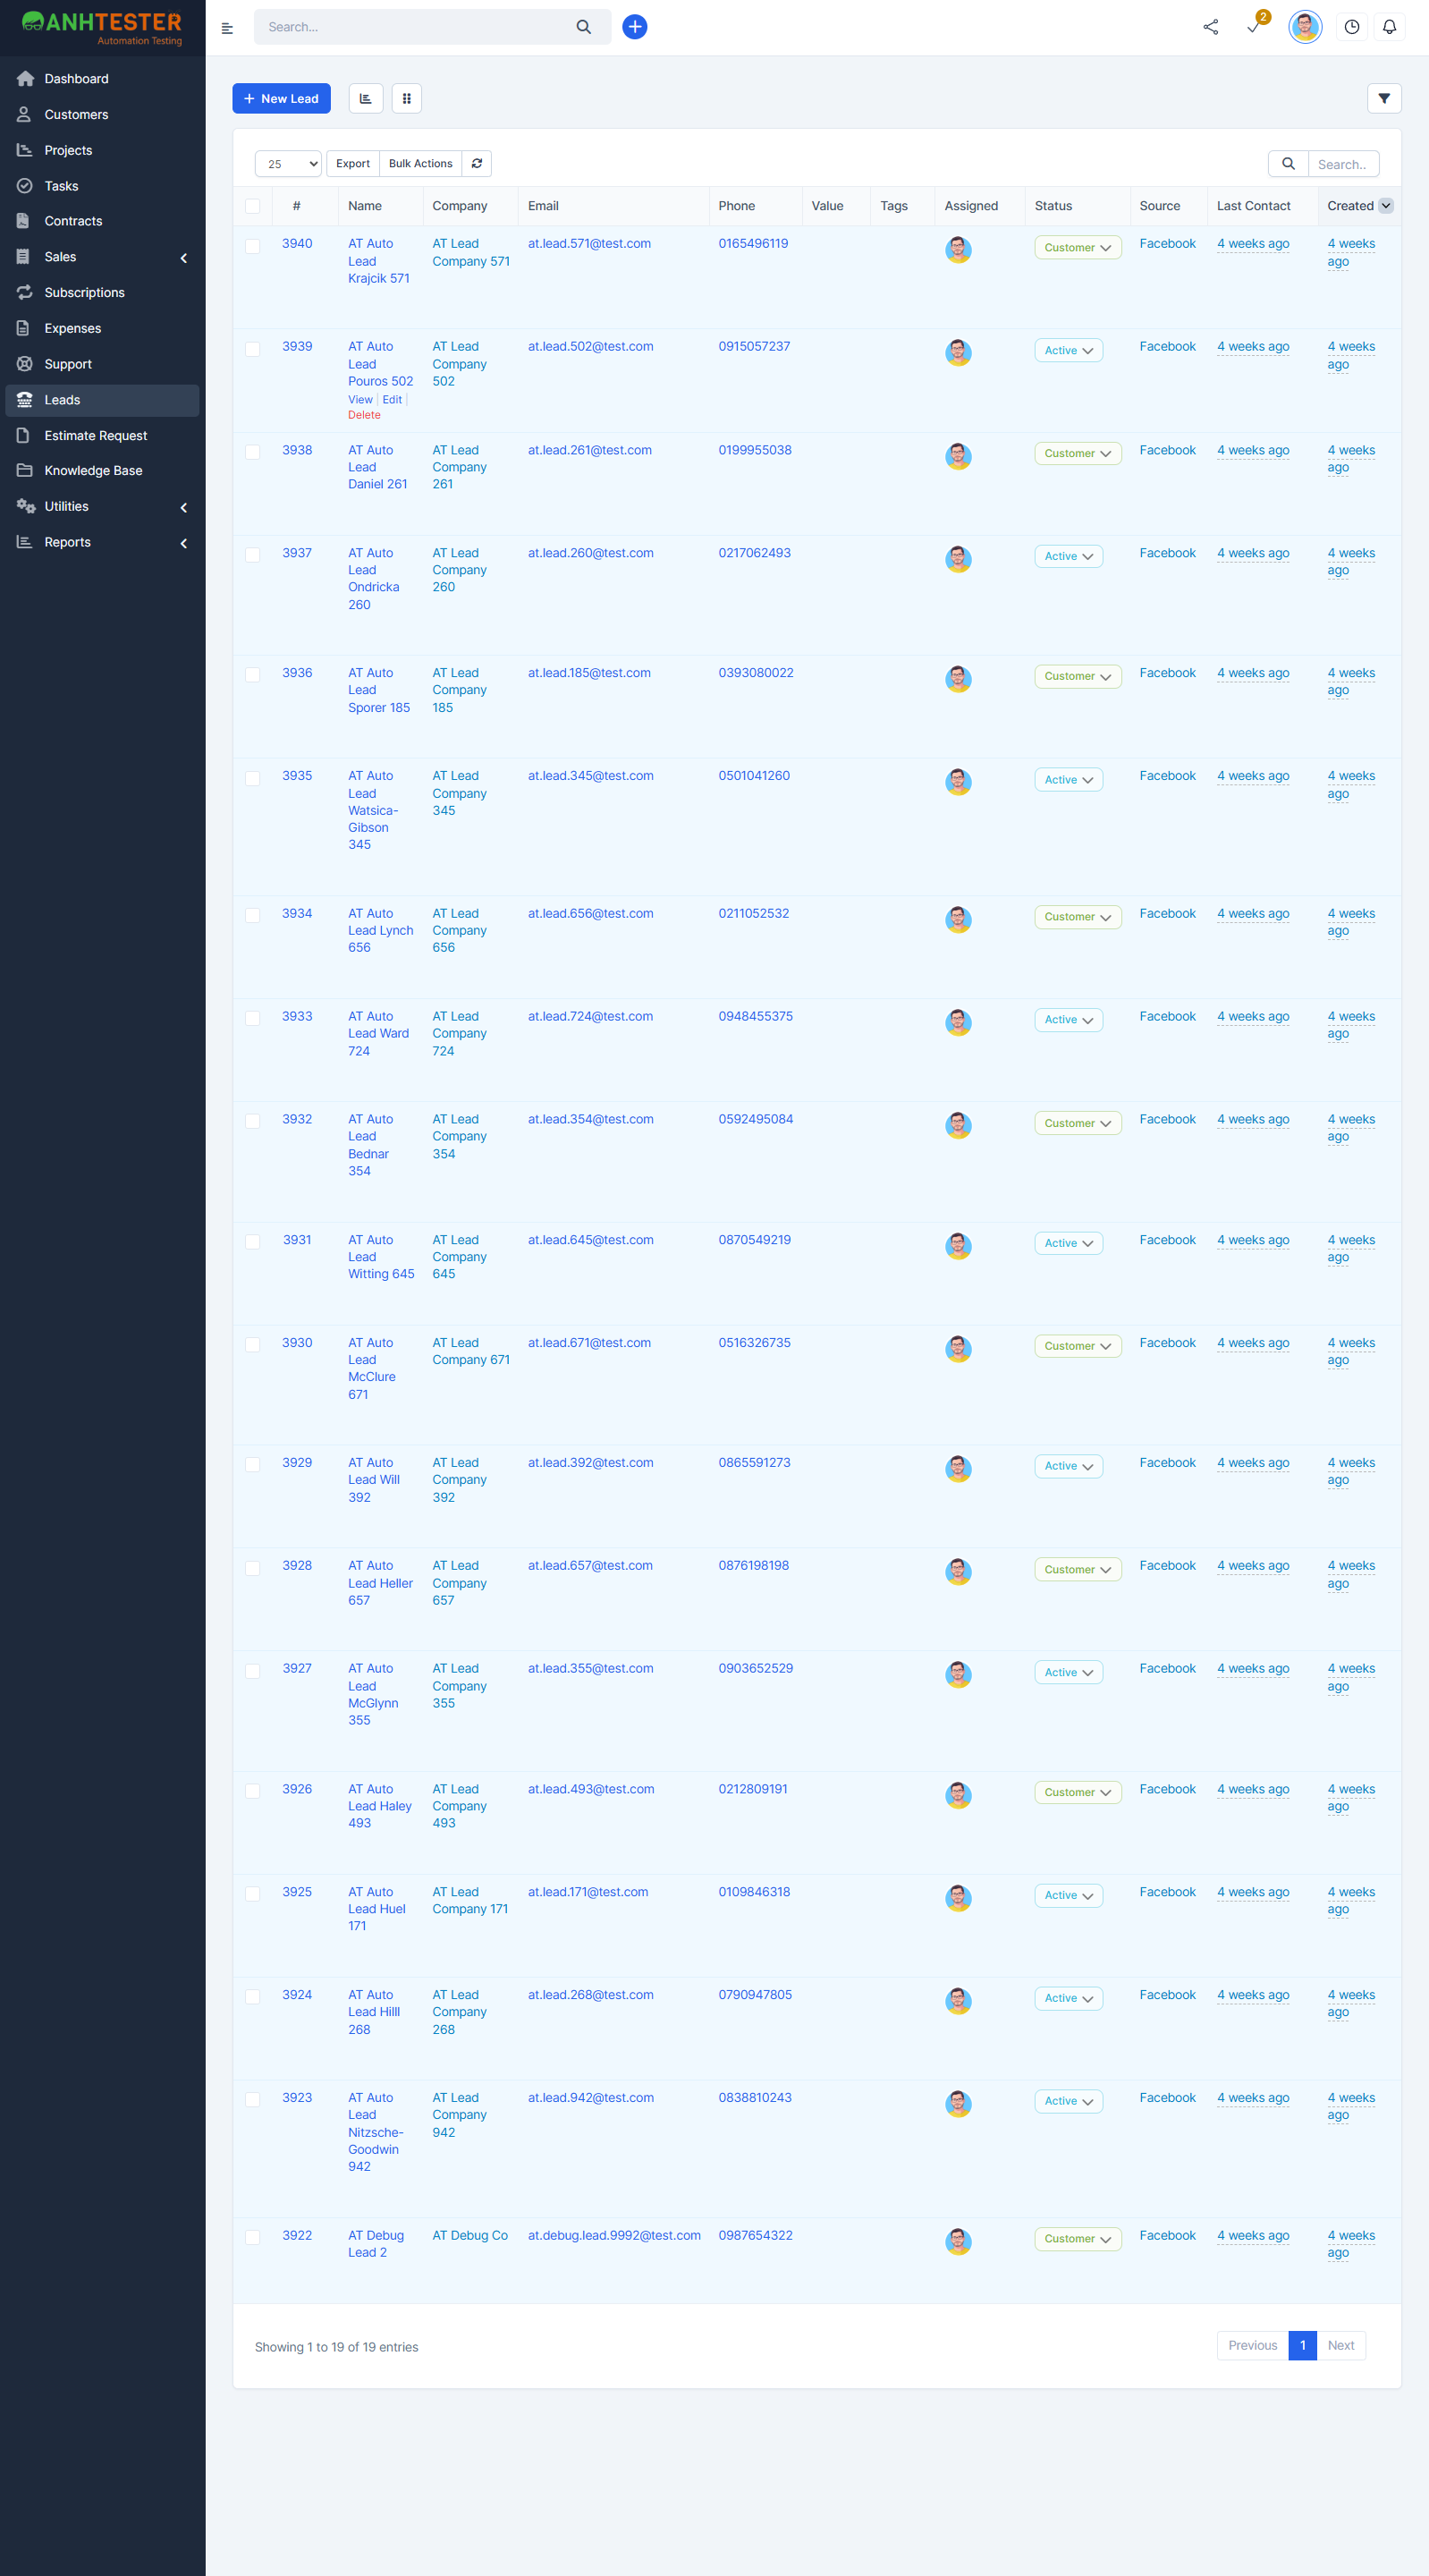 ANHTESTER
Automation Testing
Search...
2
Dashboard
Customers
Projects
Tasks
Contracts
Sales
Subscriptions
Expenses
Support
Leads
Estimate Request
Knowledge Base
Utilities
Reports
New Lead
25 Export Bulk Actions Search..
# Name Company Email Phone Value Tags Assigned Status Source Last Contact Created
3940 AT Auto AT Lead at.lead.571@test.com 0165496119 Customer Facebook 4 weeks ago 4 weeks
Lead Company 571 ago
Krajcik 571
3939 AT Auto AT Lead at.lead.502@test.com 0915057237 Active Facebook 4 weeks ago 4 weeks
Lead Company ago
Pouros 502 502
View | Edit |
Delete
3938 AT Auto AT Lead at.lead.261@test.com 0199955038 Customer Facebook 4 weeks ago 4 weeks
Lead Company ago
Daniel 261 261
3937 AT Auto AT Lead at.lead.260@test.com 0217062493 Active Facebook 4 weeks ago 4 weeks
Lead Company ago
Ondricka 260
260
3936 AT Auto AT Lead at.lead.185@test.com 0393080022 Customer Facebook 4 weeks ago 4 weeks
Lead Company ago
Sporer 185 185
3935 AT Auto AT Lead at.lead.345@test.com 0501041260 Active Facebook 4 weeks ago 4 weeks
Lead Company ago
Watsica- 345
Gibson
345
3934 AT Auto AT Lead at.lead.656@test.com 0211052532 Customer Facebook 4 weeks ago 4 weeks
Lead Lynch Company ago
656 656
3933 AT Auto AT Lead at.lead.724@test.com 0948455375 Active Facebook 4 weeks ago 4 weeks
Lead Ward Company ago
724 724
3932 AT Auto AT Lead at.lead.354@test.com 0592495084 Customer Facebook 4 weeks ago 4 weeks
Lead Company ago
Bednar 354
354
3931 AT Auto AT Lead at.lead.645@test.com 0870549219 Active Facebook 4 weeks ago 4 weeks
Lead Company ago
Witting 645 645
3930 AT Auto AT Lead at.lead.671@test.com 0516326735 Customer Facebook 4 weeks ago 4 weeks
Lead Company 671 ago
McClure
671
3929 AT Auto AT Lead at.lead.392@test.com 0865591273 Active Facebook 4 weeks ago 4 weeks
Lead Will Company ago
392 392
3928 AT Auto AT Lead at.lead.657@test.com 0876198198 Customer Facebook 4 weeks ago 4 weeks
Lead Heller Company ago
657 657
3927 AT Auto AT Lead at.lead.355@test.com 0903652529 Active Facebook 4 weeks ago 4 weeks
Lead Company ago
McGlynn 355
355
3926 AT Auto AT Lead at.lead.493@test.com 0212809191 Customer Facebook 4 weeks ago 4 weeks
Lead Haley Company ago
493 493
3925 AT Auto AT Lead at.lead.171@test.com 0109846318 Active Facebook 4 weeks ago 4 weeks
Lead Huel Company 171 ago
171
3924 AT Auto AT Lead at.lead.268@test.com 0790947805 Active Facebook 4 weeks ago 4 weeks
Lead Hilll Company ago
268 268
3923 AT Auto AT Lead at.lead.942@test.com 0838810243 Active Facebook 4 weeks ago 4 weeks
Lead Company ago
Nitzsche- 942
Goodwin
942
3922 AT Debug AT Debug Co at.debug.lead.9992@test.com 0987654322 Customer Facebook 4 weeks ago 4 weeks
Lead 2 ago
Showing 1 to 19 of 19 entries Previous 1 Next